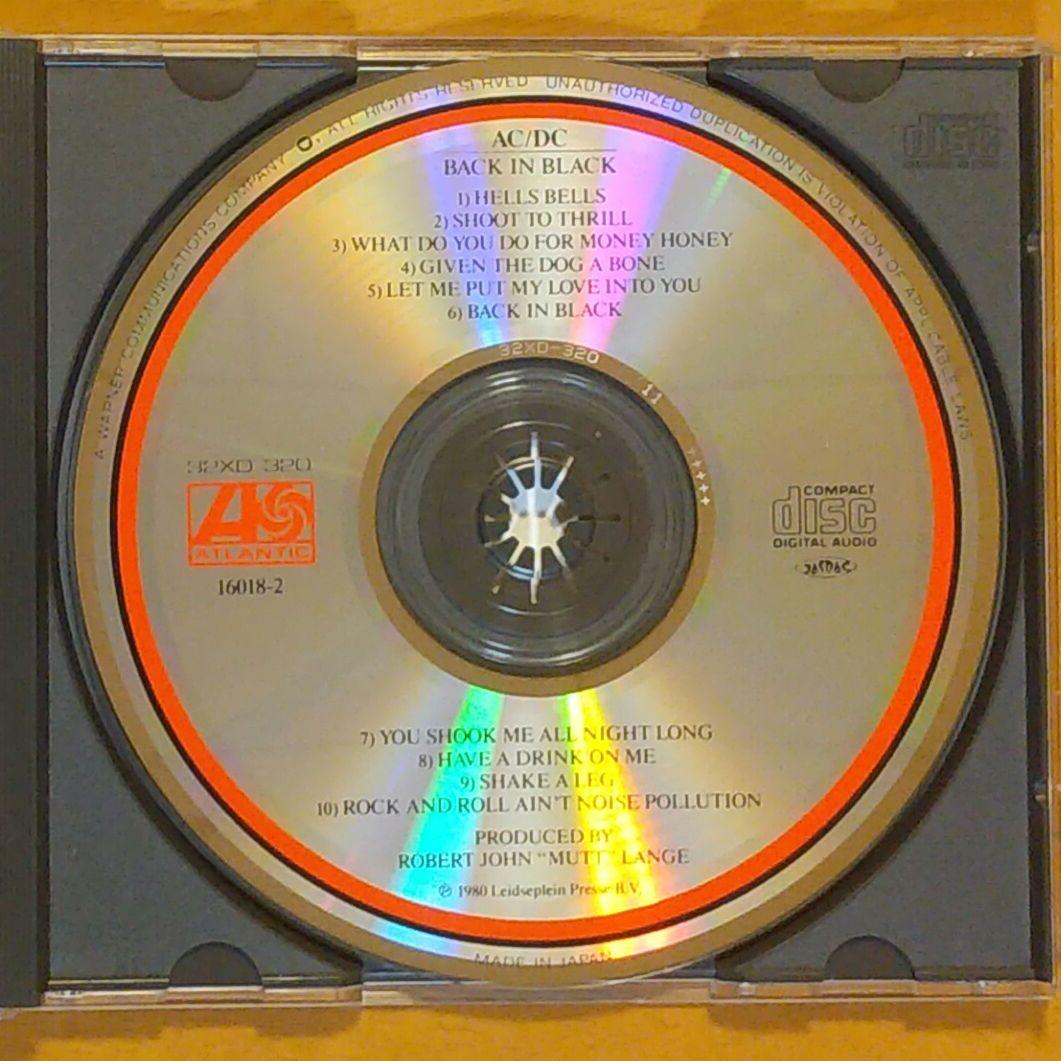 A WARNER COMMUNICATIONS COMPANY, ALL RIGHTS RESERVED UNAUTHORIZED DUPLICATION IS VIOLATION OF APPLICABLE LAWS
AC/DC
BACK IN BLACK
1) HELLS BELLS
2) SHOOT TO THRILL
3) WHAT DO YOU DO FOR MONEY HONEY
4) GIVEN THE DOG A BONE
5) LET ME PUT MY LOVE INTO YOU
6) BACK IN BLACK
32XD-320 11 +++++
32XD 320
ATLANTIC
16018-2
COMPACT
disc
DIGITAL AUDIO
JASRAC
disc
7) YOU SHOOK ME ALL NIGHT LONG
8) HAVE A DRINK ON ME
9) SHAKE A LEG
10) ROCK AND ROLL AIN'T NOISE POLLUTION
PRODUCED BY
ROBERT JOHN "MUTT" LANGE
℗ 1980 Leidseplein Presse B.V.
MADE IN JAPAN